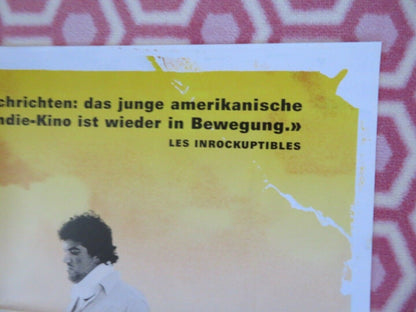 chrichten: das junge amerikanische
ndie-Kino ist wieder in Bewegung.»
LES INROCKUPTIBLES